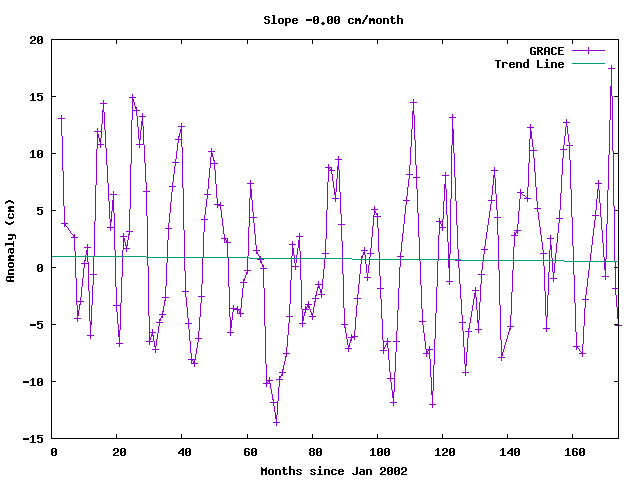 Slope -0.00 cm/month
GRACE
Trend Line
Anomaly (cm)
20
15
10
5
0
-5
-10
-15
0 20 40 60 80 100 120 140 160
Months since Jan 2002